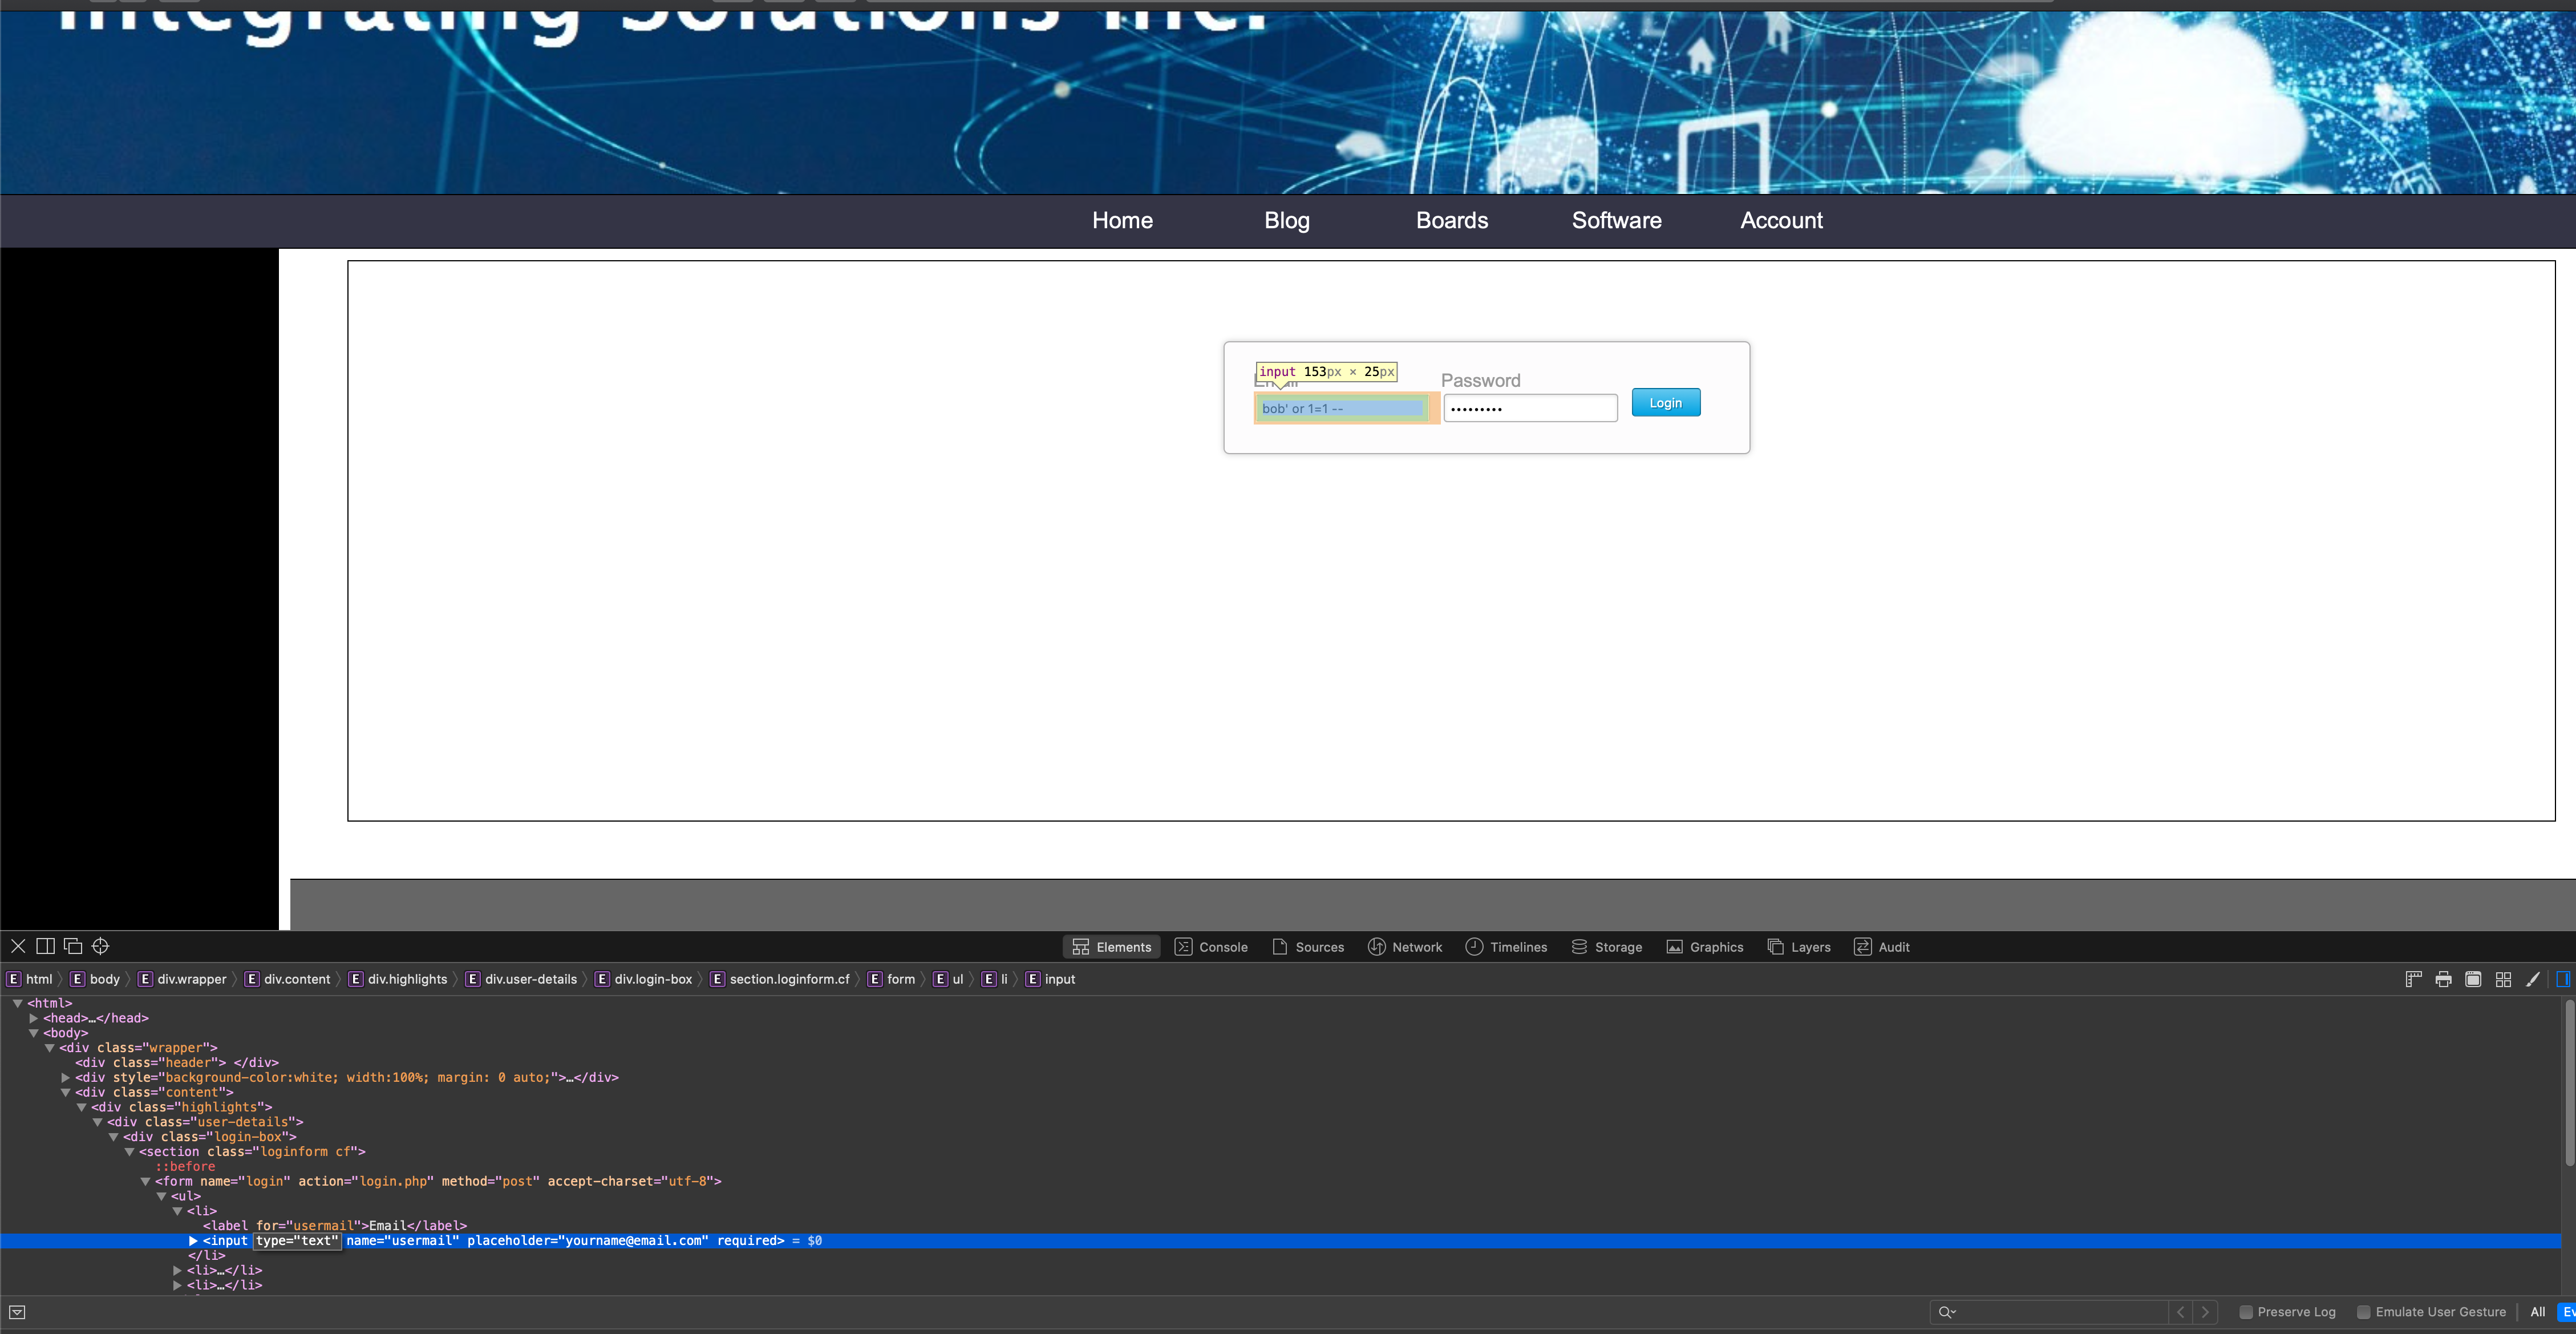 Integrating Solutions Inc.
Home Blog Boards Software Account
input 153px × 25px
Email Password
bob' or 1=1 -- ••••••••• Login
Elements Console Sources Network Timelines Storage Graphics Layers Audit
E html E body E div.wrapper E div.content E div.highlights E div.user-details E div.login-box E section.loginform.cf E form E ul E li E input
<html>
<head>…</head>
<body>
<div class="wrapper">
<div class="header"> </div>
<div style="background-color:white; width:100%; margin: 0 auto;">…</div>
<div class="content">
<div class="highlights">
<div class="user-details">
<div class="login-box">
<section class="loginform cf">
::before
<form name="login" action="login.php" method="post" accept-charset="utf-8">
<ul>
<li>
<label for="usermail">Email</label>
<input type="text" name="usermail" placeholder="yourname@email.com" required> = $0
</li>
<li>…</li>
<li>…</li>
Preserve Log Emulate User Gesture All